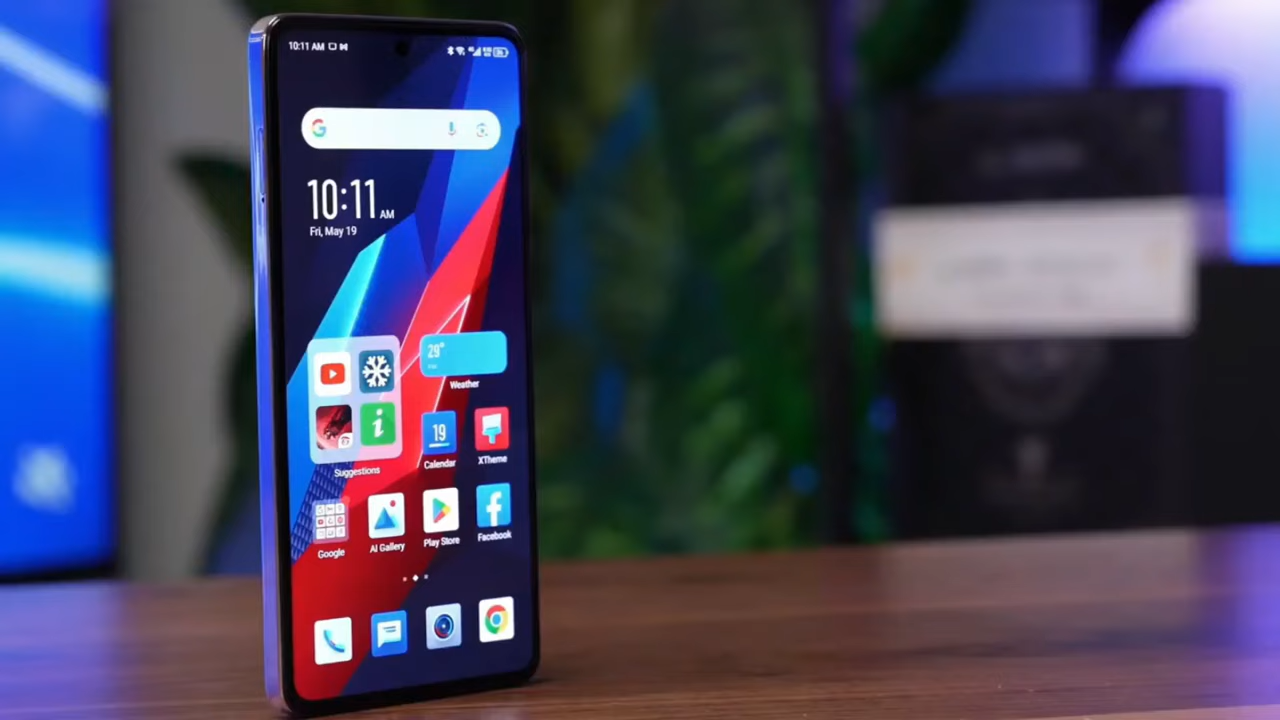 10:11 AM
10:11 AM
Fri, May 19
29°
Weather
Suggestions
19
Calendar
XTheme
Google
AI Gallery
Play Store
Facebook